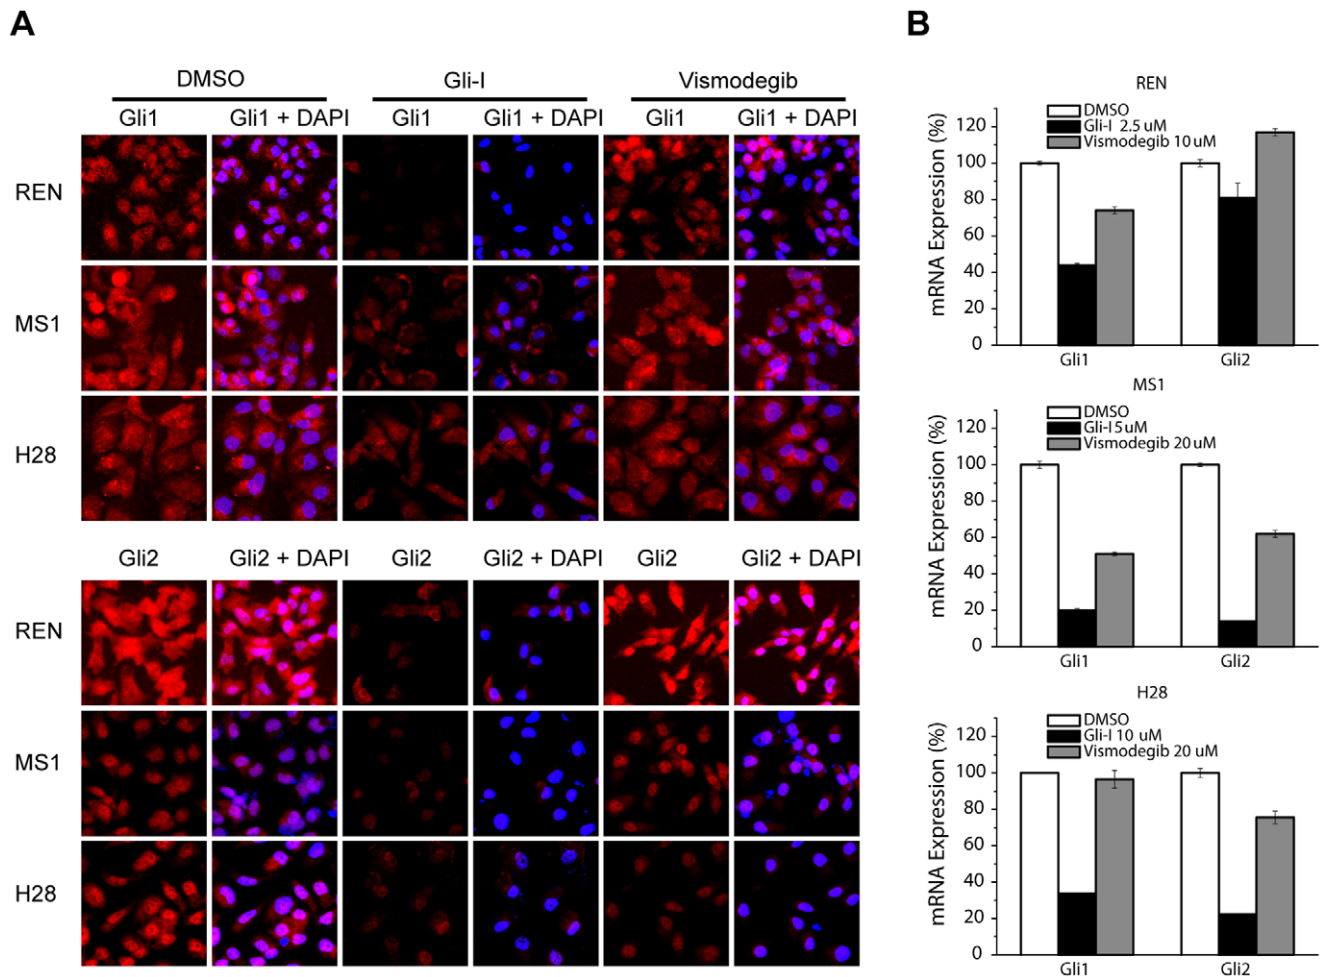 A
DMSO Gli-I Vismodegib
Gli1 Gli1 + DAPI Gli1 Gli1 + DAPI Gli1 Gli1 + DAPI
REN
MS1
H28
Gli2 Gli2 + DAPI Gli2 Gli2 + DAPI Gli2 Gli2 + DAPI
REN
MS1
H28
B
REN
DMSO
Gli-I 2.5 uM
Vismodegib 10 uM
mRNA Expression (%)
120
100
80
60
40
20
0
Gli1 Gli2
MS1
DMSO
Gli-I 5 uM
Vismodegib 20 uM
mRNA Expression (%)
120
100
80
60
40
20
0
Gli1 Gli2
H28
DMSO
Gli-I 10 uM
Vismodegib 20 uM
mRNA Expression (%)
120
100
80
60
40
20
0
Gli1 Gli2